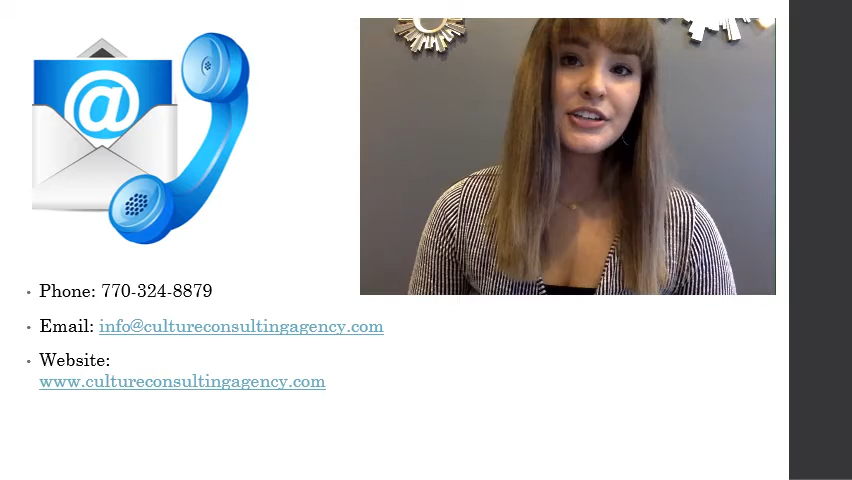 @
Phone: 770-324-8879
Email: info@cultureconsultingagency.com
Website:
www.cultureconsultingagency.com